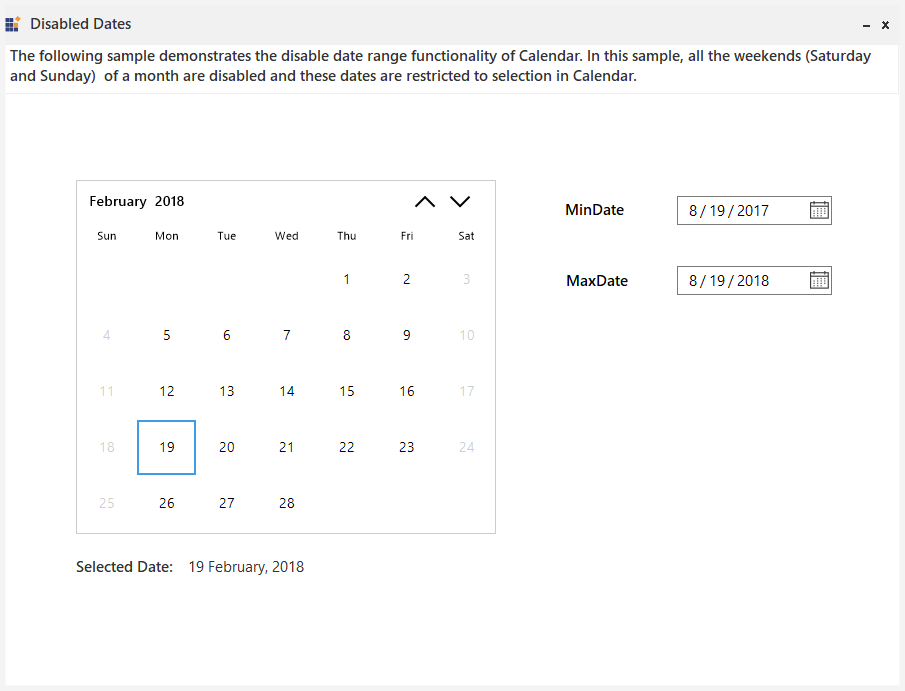 Disabled Dates
The following sample demonstrates the disable date range functionality of Calendar. In this sample, all the weekends (Saturday
and Sunday)  of a month are disabled and these dates are restricted to selection in Calendar.
February 2018
Sun Mon Tue Wed Thu Fri Sat
1 2 3
4 5 6 7 8 9 10
11 12 13 14 15 16 17
18 19 20 21 22 23 24
25 26 27 28
Selected Date: 19 February, 2018
MinDate 8 / 19 / 2017
MaxDate 8 / 19 / 2018